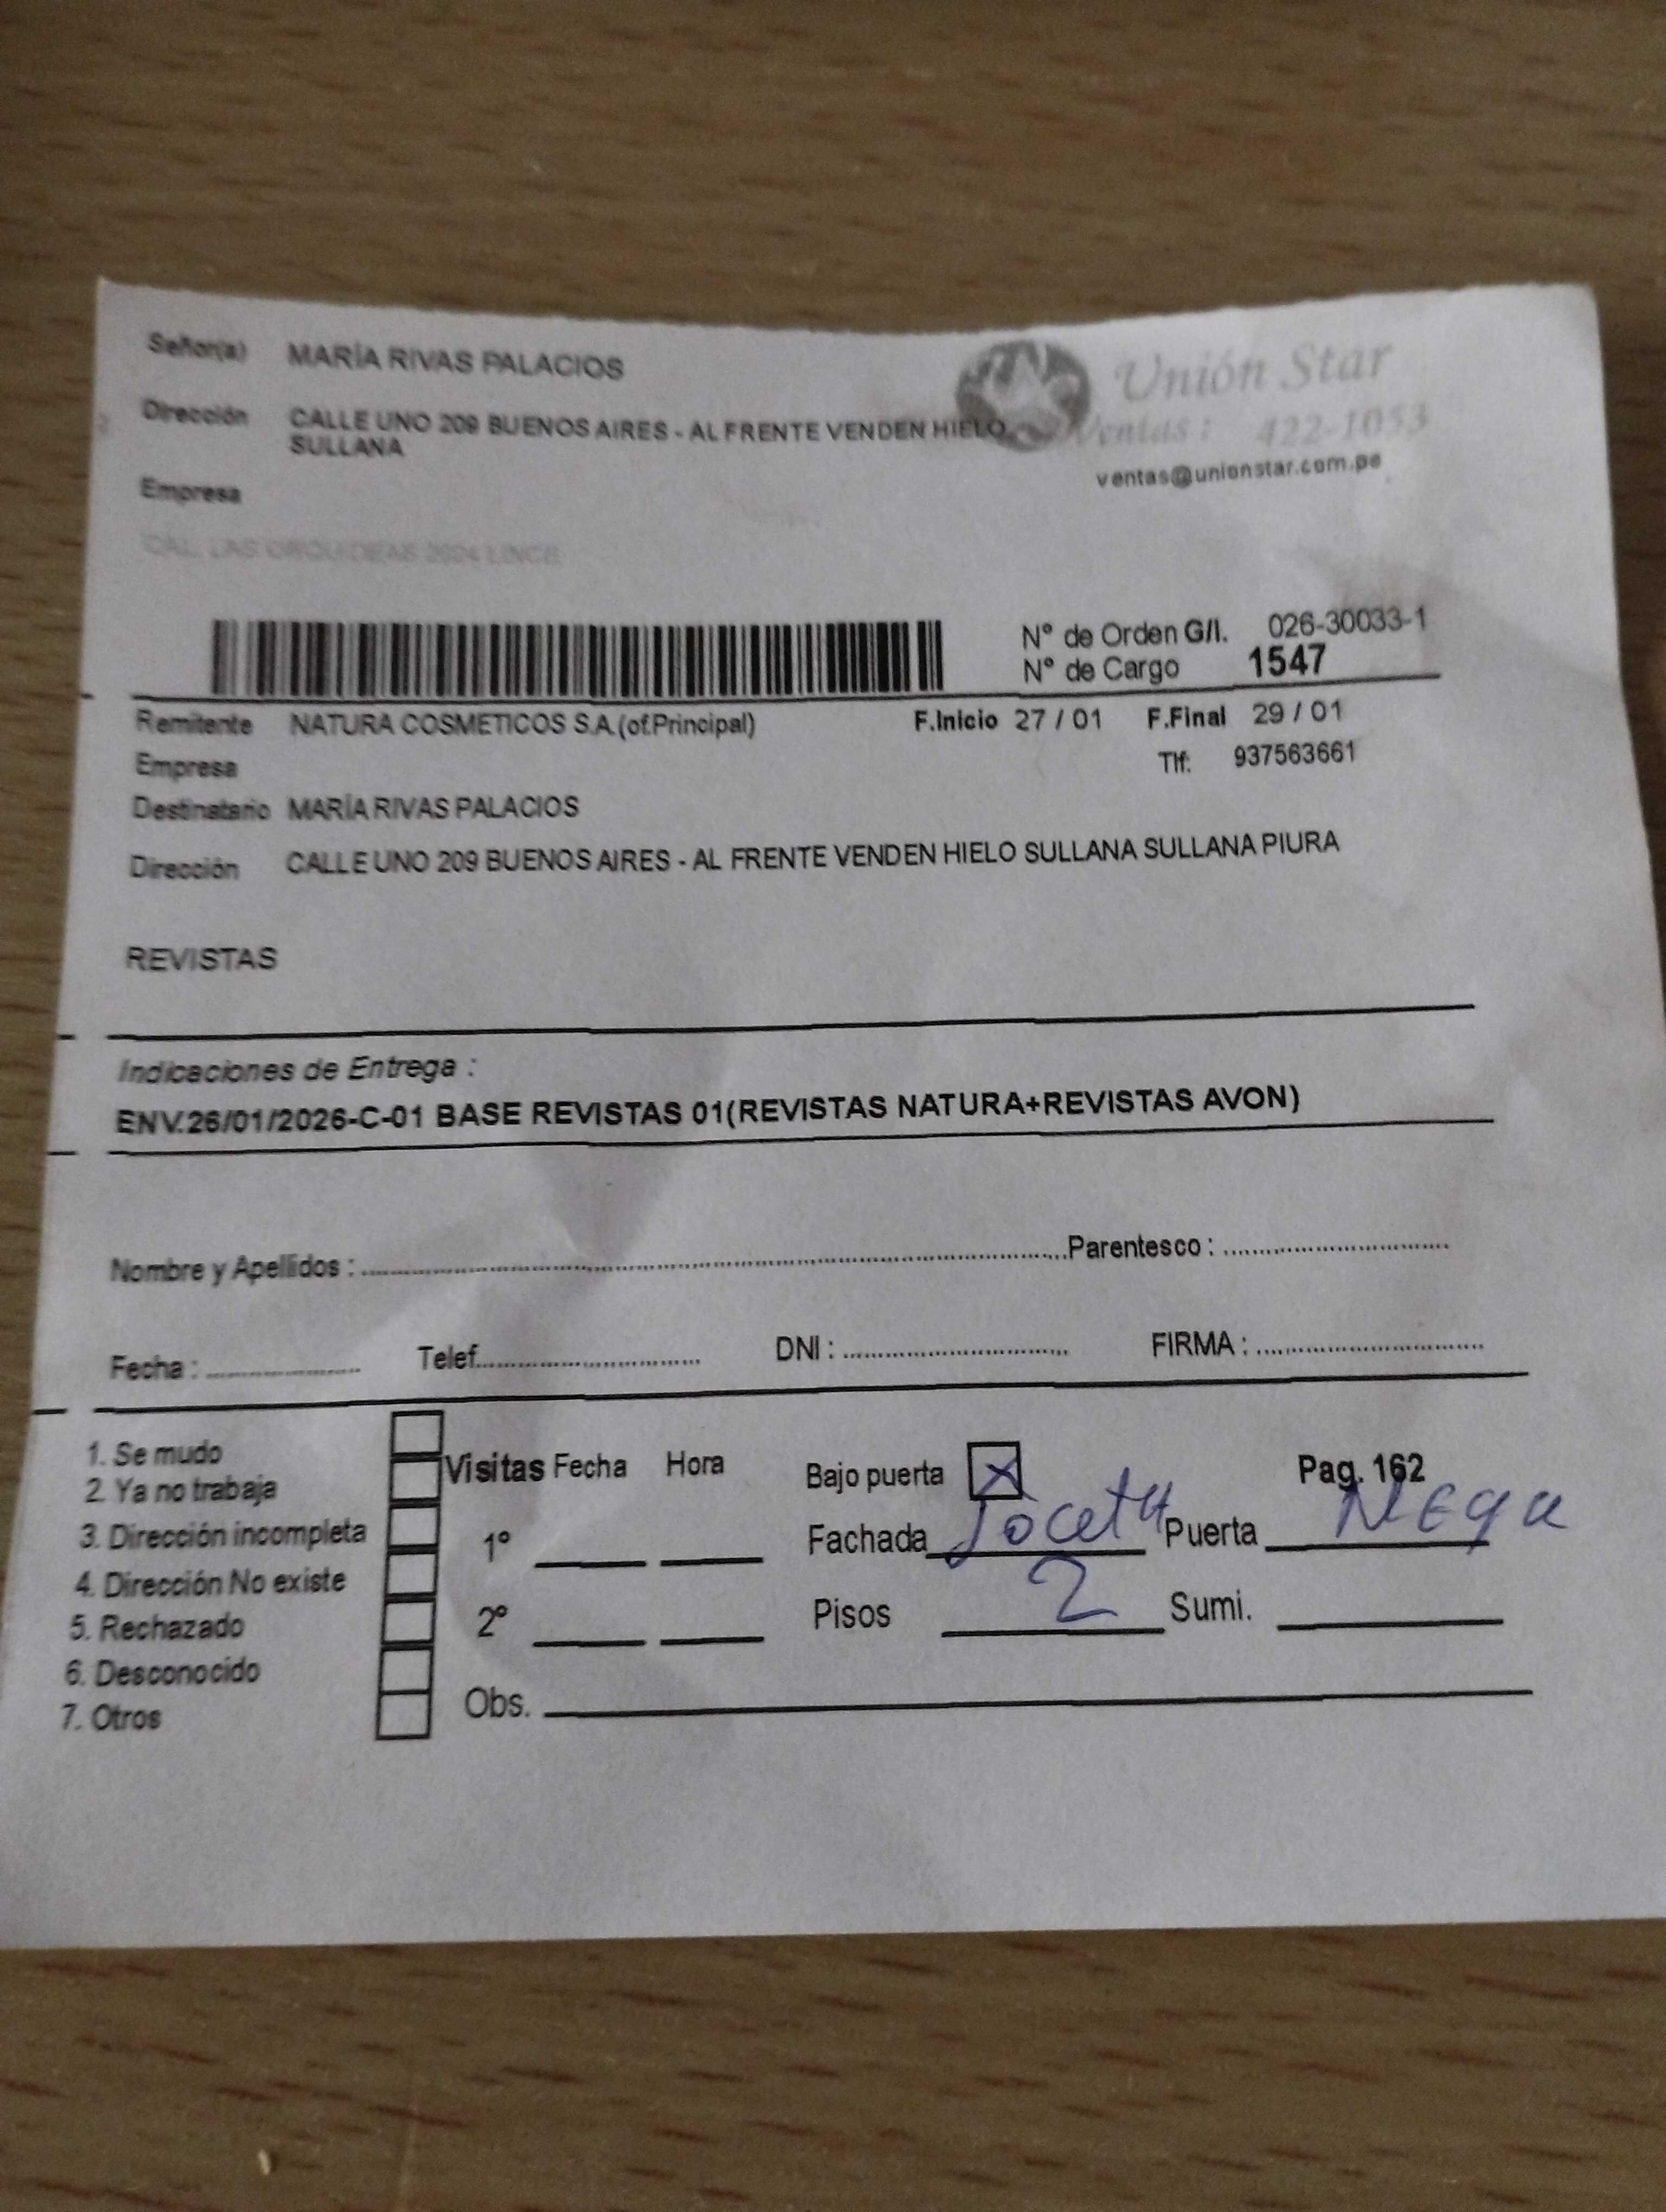 Señor(a) MARÍA RIVAS PALACIOS
Unión Star
Dirección CALLE UNO 209 BUENOS AIRES - AL FRENTE VENDEN HIELO
SULLANA
Ventas : 422-1053
ventas@unionstar.com.pe
Empresa
CAL. LAS ORQUIDEAS 2604 LINCE
N° de Orden G/I. 026-30033-1
N° de Cargo 1547
Remitente NATURA COSMETICOS S.A.(of.Principal) F.Inicio 27 / 01 F.Final 29 / 01
Empresa Tlf: 937563661
Destinatario MARÍA RIVAS PALACIOS
Dirección CALLE UNO 209 BUENOS AIRES - AL FRENTE VENDEN HIELO SULLANA SULLANA PIURA
REVISTAS
Indicaciones de Entrega :
ENV.26/01/2026-C-01 BASE REVISTAS 01(REVISTAS NATURA+REVISTAS AVON)
Nombre y Apellidos : Parentesco :
Fecha : Telef. DNI : FIRMA :
1. Se mudo
2. Ya no trabaja
3. Dirección incompleta
4. Dirección No existe
5. Rechazado
6. Desconocido
7. Otros
Visitas Fecha Hora
1°
2°
Bajo puerta X Pag. 162
Fachada Puerta
Pisos 2 Sumi.
Obs.